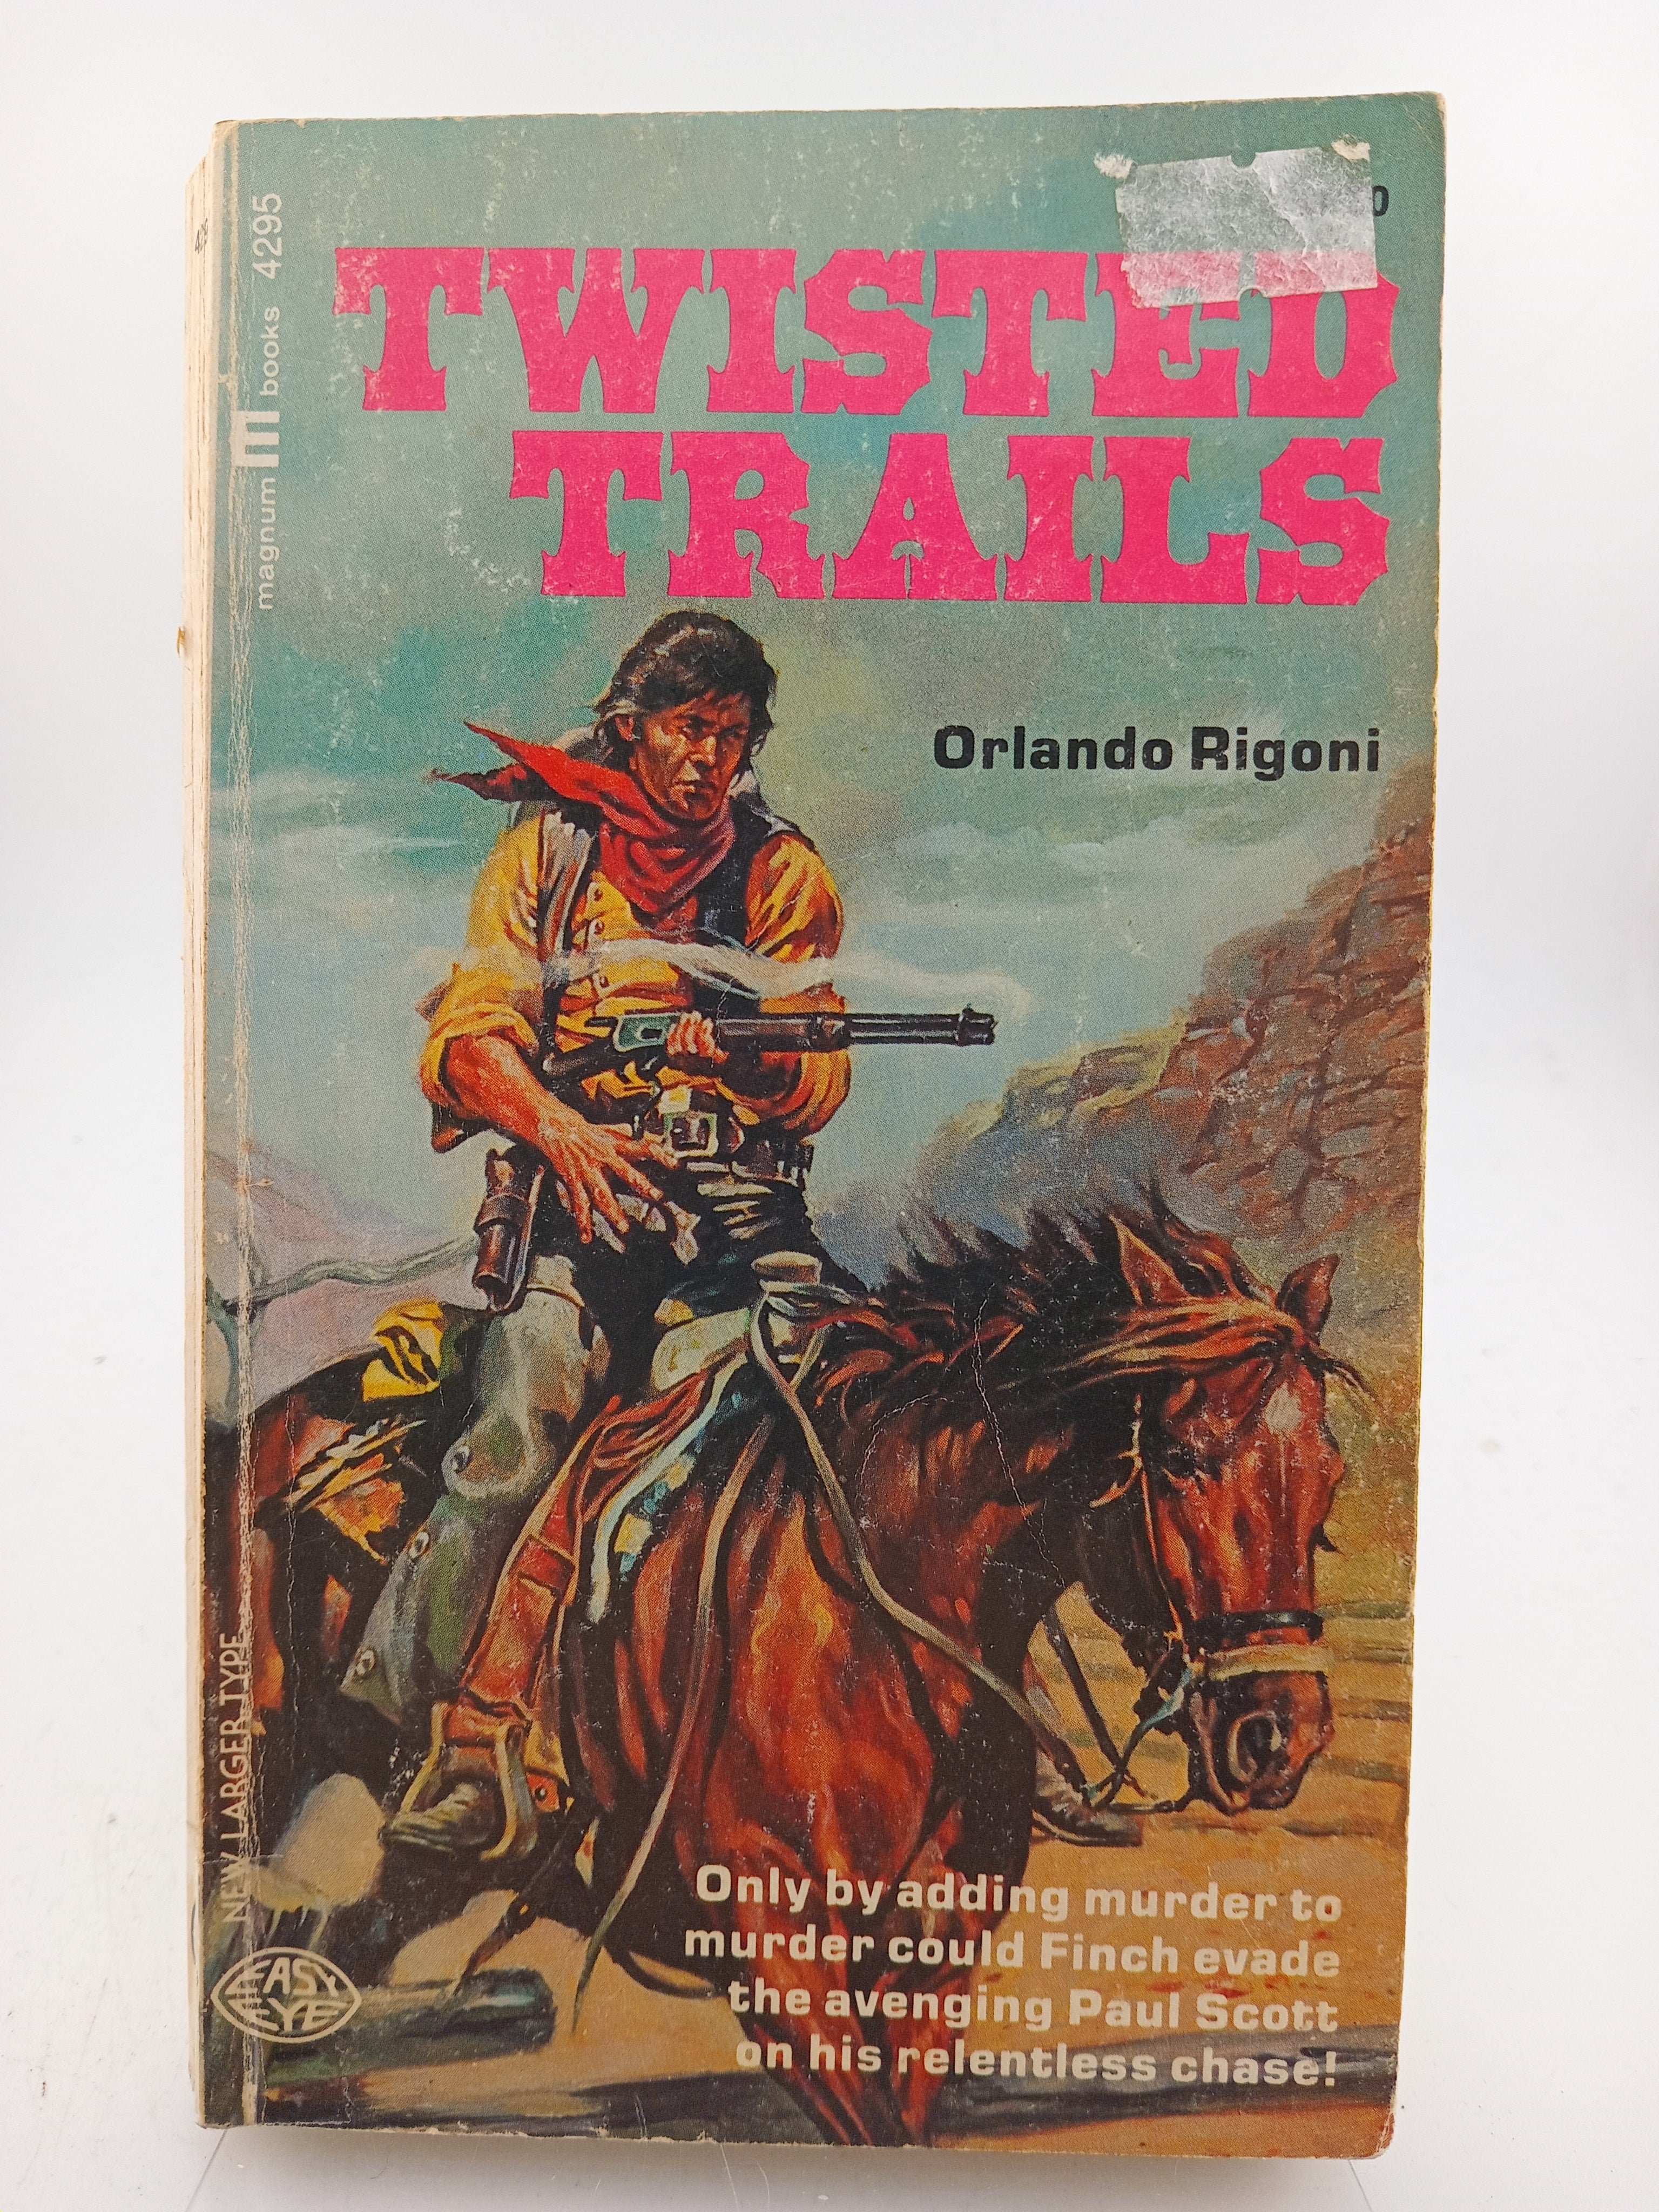 magnum m books 4295
TWISTED
TRAILS
Orlando Rigoni
NEW LARGER TYPE
EASY
EYE
Only by adding murder to
murder could Finch evade
the avenging Paul Scott
on his relentless chase!